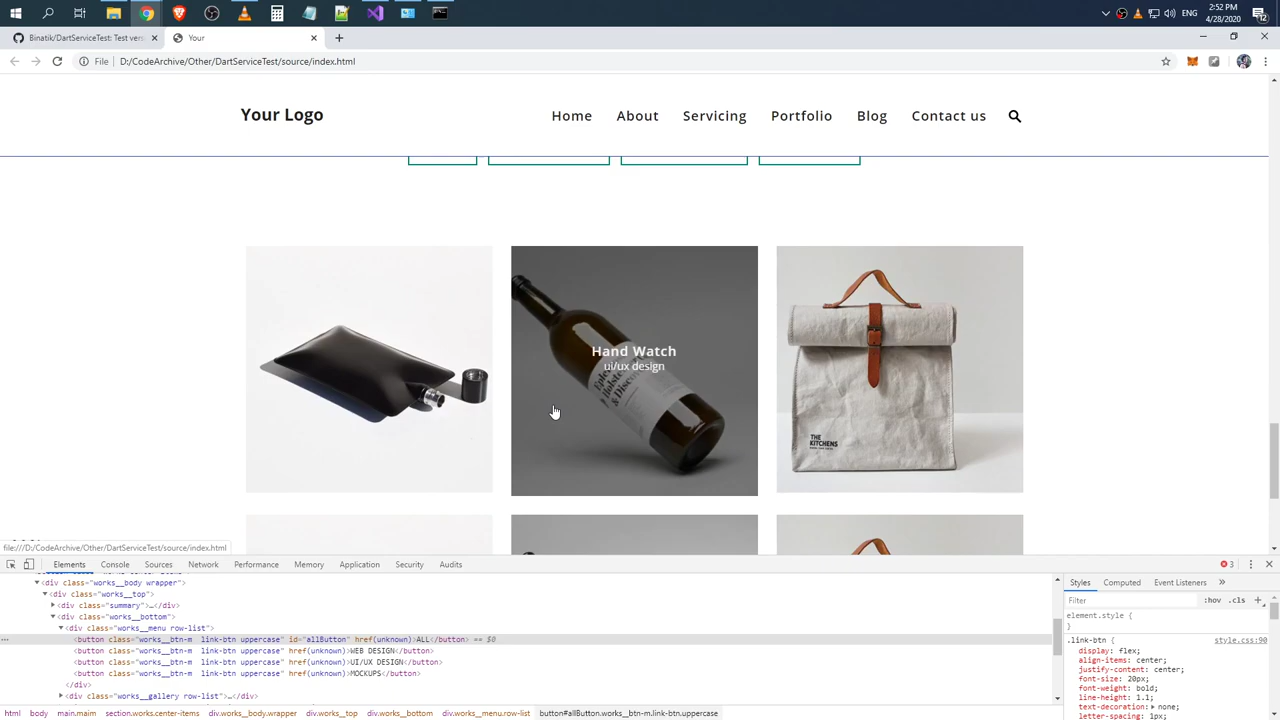 2:52 PM
ENG
4/28/2020
12
Binatik/DartServiceTest: Test vers
Your
File D:/CodeArchive/Other/DartServiceTest/source/index.html
Your Logo
Home About Servicing Portfolio Blog Contact us
Hand Watch
ui/ux design
THE
KITCHENS
file:///D:/CodeArchive/Other/DartServiceTest/source/index.html
Elements Console Sources Network Performance Memory Application Security Audits
3
<div class="works__body wrapper">
<div class="works__top">
<div class="summary">…</div>
<div class="works__bottom">
<div class="works__menu row-list">
<button class="works__btn-m  link-btn uppercase" id="allButton" href(unknown)>ALL</button> == $0
<button class="works__btn-m  link-btn uppercase" href(unknown)>WEB DESIGN</button>
<button class="works__btn-m  link-btn uppercase" href(unknown)>UI/UX DESIGN</button>
<button class="works__btn-m  link-btn uppercase" href(unknown)>MOCKUPS</button>
</div>
<div class="works__gallery row-list">…</div>
html body main.maim section.works.center-items div.works__body.wrapper div.works__top div.works__bottom div.works__menu.row-list button#allButton.works__btn-m.link-btn.uppercase
Styles Computed Event Listeners »
Filter :hov .cls +
element.style {
}
.link-btn { style.css:90
display: flex;
align-items: center;
justify-content: center;
font-size: 20px;
font-weight: bold;
line-height: 1.1;
text-decoration: none;
letter-spacing: 1px;